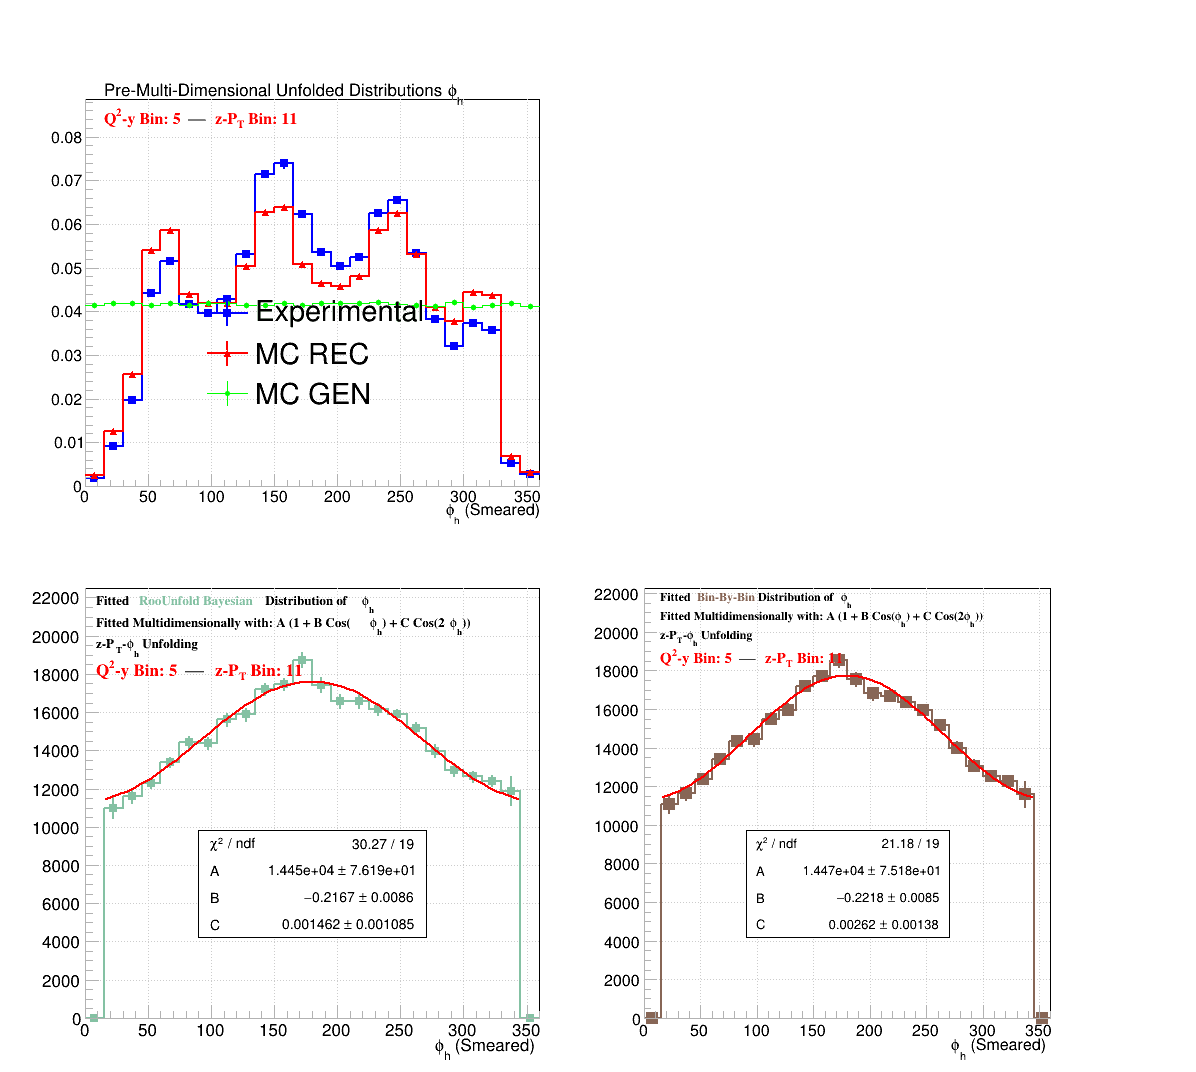 Pre-Multi-Dimensional Unfolded Distributions ϕh
Q²-y Bin: 5 — z-PT Bin: 11
0.08
0.07
0.06
0.05
0.04
0.03
0.02
0.01
0
Experimental
MC REC
MC GEN
0 50 100 150 200 250 300 350
ϕh (Smeared)
Fitted RooUnfold Bayesian Distribution of ϕh
Fitted Multidimensionally with: A (1 + B Cos( ϕh) + C Cos(2 ϕh))
z-PT-ϕh Unfolding
Q²-y Bin: 5 — z-PT Bin: 11
22000
20000
18000
16000
14000
12000
10000
8000
6000
4000
2000
0
χ² / ndf 30.27 / 19
A 1.445e+04 ± 7.619e+01
B −0.2167 ± 0.0086
C 0.001462 ± 0.001085
0 50 100 150 200 250 300 350
ϕh (Smeared)
Fitted Bin-By-Bin Distribution of ϕh
Fitted Multidimensionally with: A (1 + B Cos(ϕh) + C Cos(2ϕh))
z-PT-ϕh Unfolding
Q²-y Bin: 5 — z-PT Bin: 11
22000
20000
18000
16000
14000
12000
10000
8000
6000
4000
2000
0
χ² / ndf 21.18 / 19
A 1.447e+04 ± 7.518e+01
B −0.2218 ± 0.0085
C 0.00262 ± 0.00138
0 50 100 150 200 250 300 350
ϕh (Smeared)